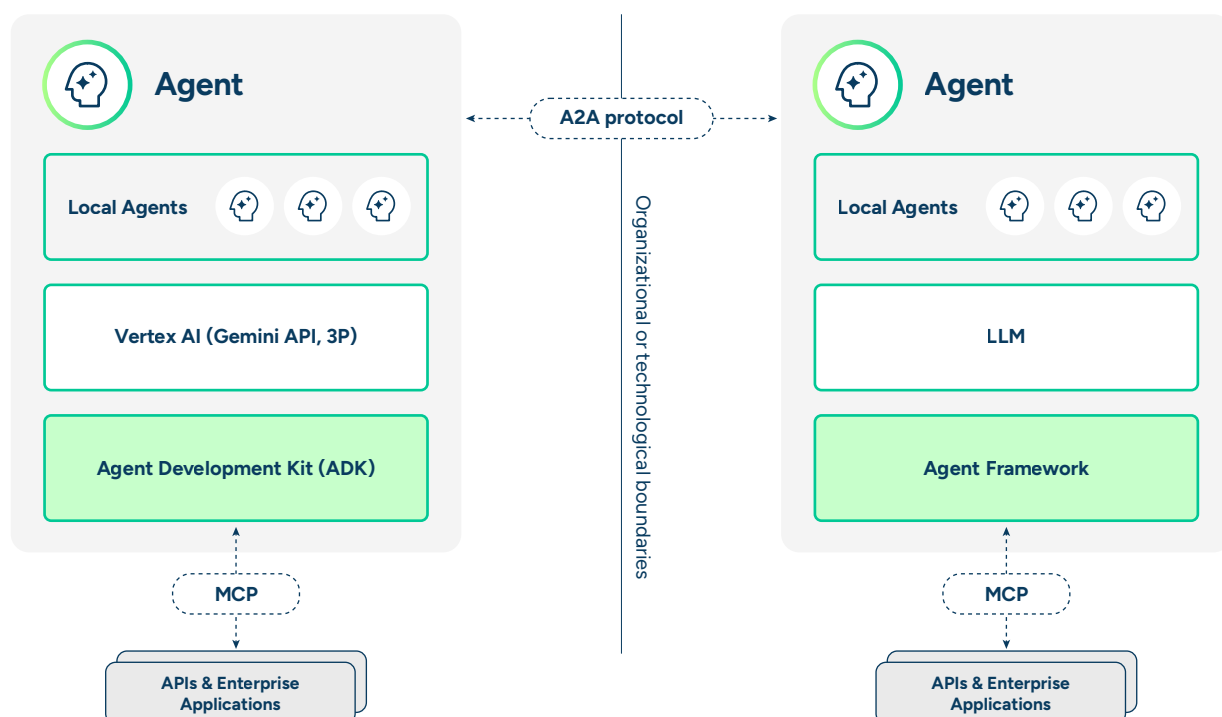 Agent
Local Agents
Vertex AI (Gemini API, 3P)
Agent Development Kit (ADK)
MCP
APIs & Enterprise
Applications
A2A protocol
Organizational or technological boundaries
Agent
Local Agents
LLM
Agent Framework
MCP
APIs & Enterprise
Applications